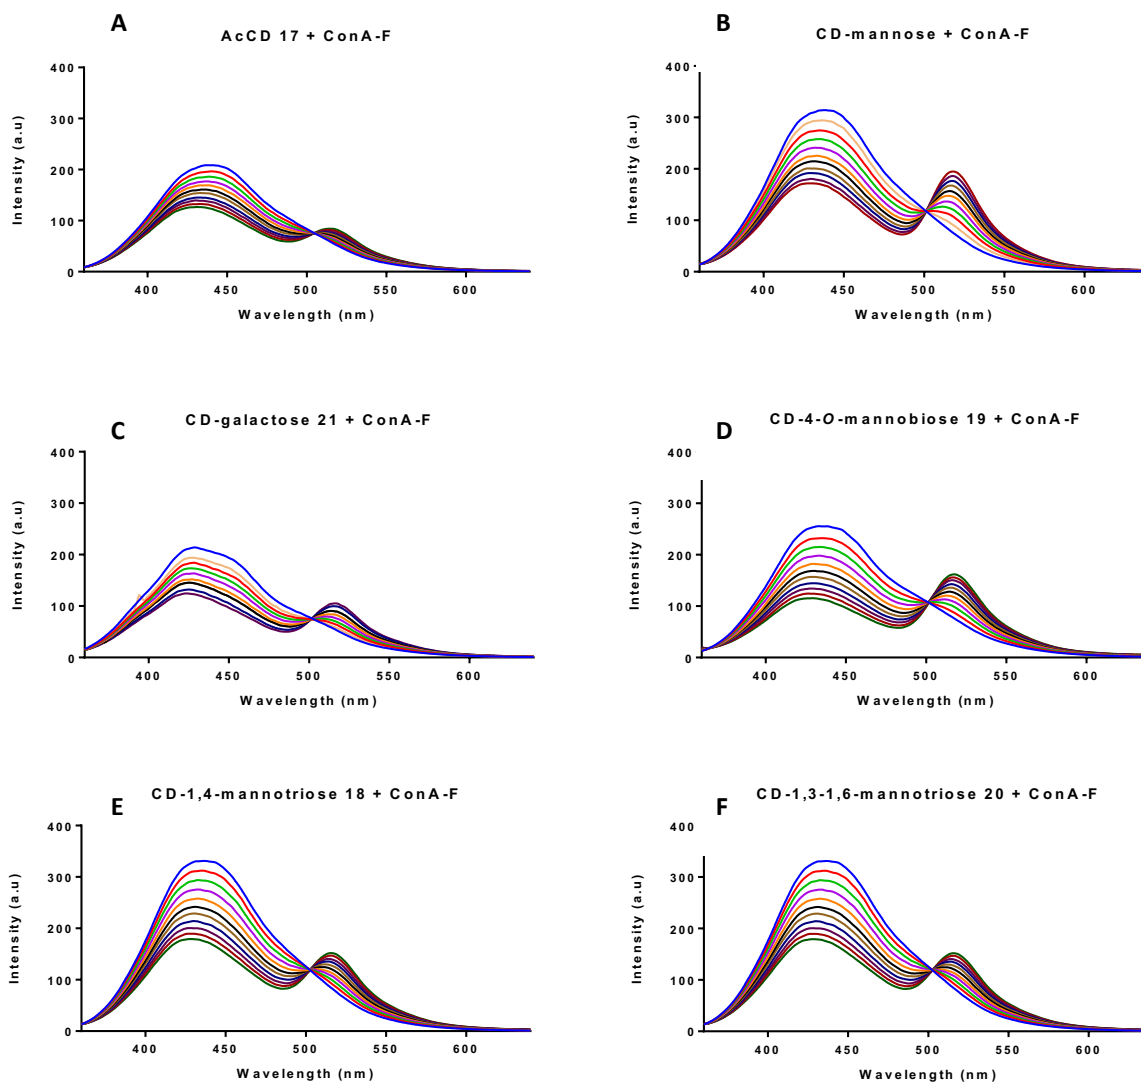 A
AcCD 17 + ConA-F
400
300
200
100
0
400 450 500 550 600
Intensity (a.u)
Wavelength (nm)
B
CD-mannose + ConA-F
400
300
200
100
0
400 450 500 550 600
Intensity (a.u)
Wavelength (nm)
C
CD-galactose 21 + ConA-F
400
300
200
100
0
400 450 500 550 600
Intensity (a.u)
Wavelength (nm)
D
CD-4-O-mannobiose 19 + ConA-F
400
300
200
100
0
400 450 500 550 600
Intensity (a.u)
Wavelength (nm)
E
CD-1,4-mannotriose 18 + ConA-F
400
300
200
100
0
400 450 500 550 600
Intensity (a.u)
Wavelength (nm)
F
CD-1,3-1,6-mannotriose 20 + ConA-F
400
300
200
100
0
400 450 500 550 600
Intensity (a.u)
Wavelength (nm)